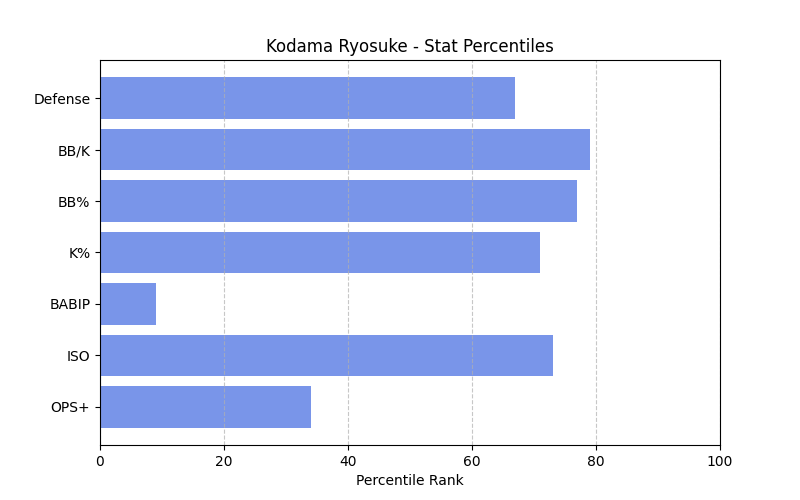 Kodama Ryosuke - Stat Percentiles
Defense
BB/K
BB%
K%
BABIP
ISO
OPS+
0 20 40 60 80 100
Percentile Rank